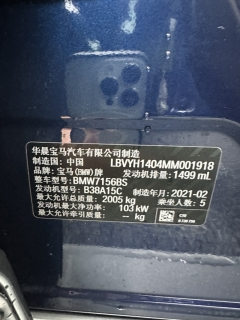 华晨宝马汽车有限公司制造
制造国：中国 LBVYH1404MM001918
品牌：宝马(BMW)牌 发动机排量：1499 mL
整车型号：BMW7156BS
发动机型号：B38A15C 制造年月：2021-02
最大允许总质量：2005 kg 乘坐人数：5
发动机最大净功率：103 kW
最大允许牵引质量：— kg